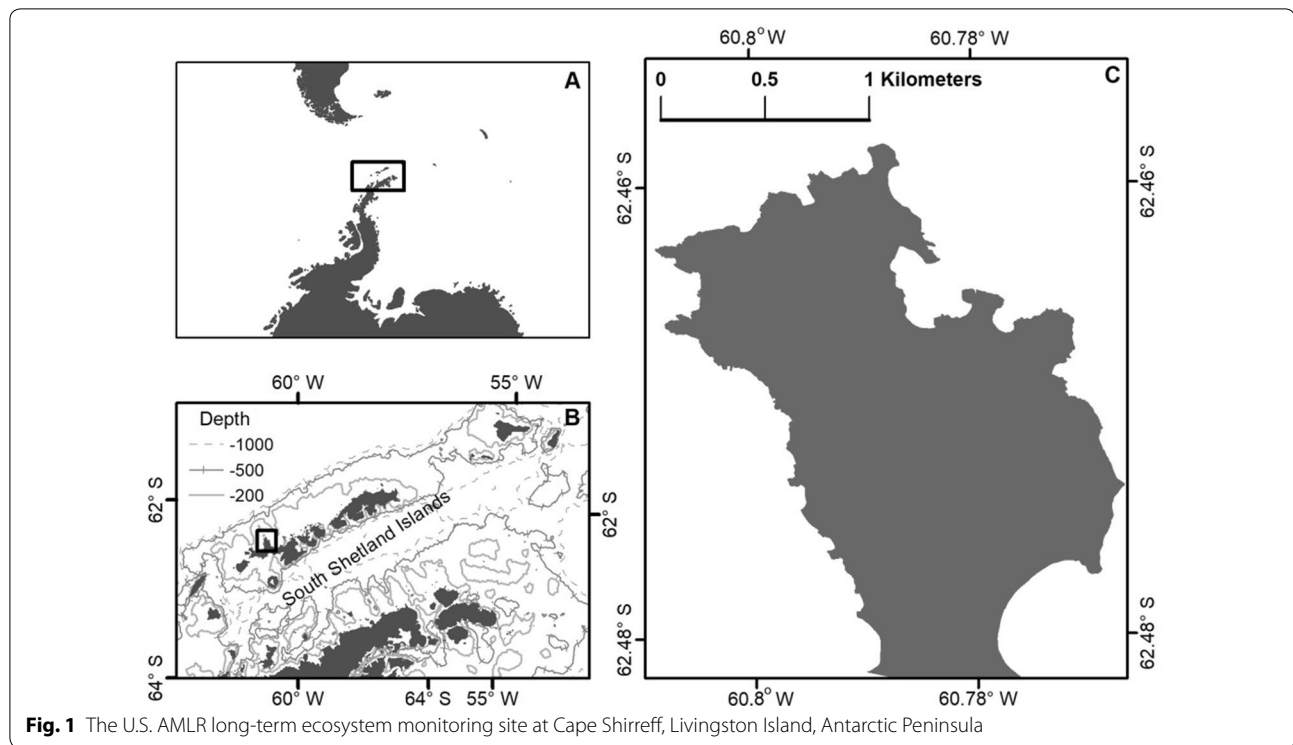 A
60° W
55° W
B
Depth
-1000
-500
-200
62° S
62° S
South Shetland Islands
64° S
60° W
64° S
55° W
60.8° W
60.78° W
C
0
0.5
1 Kilometers
62.46° S
62.46° S
62.48° S
62.48° S
60.8° W
60.78° W
Fig. 1 The U.S. AMLR long-term ecosystem monitoring site at Cape Shirreff, Livingston Island, Antarctic Peninsula